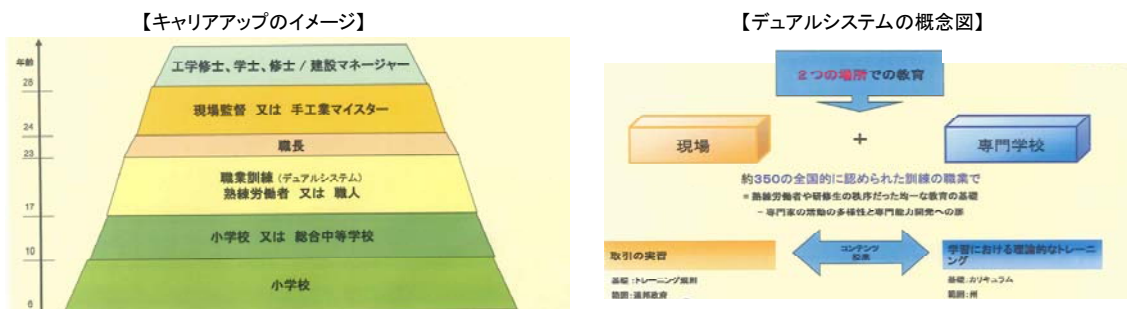 【キャリアアップのイメージ】
年齢
工学修士、学士、修士 / 建設マネージャー
25
現場監督 又は 手工業マイスター
24
職長
23
職業訓練 (デュアルシステム)
熟練労働者 又は 職人
17
小学校 又は 総合中等学校
10
小学校
6
【デュアルシステムの概念図】
2つの場所での教育
現場
+
専門学校
約350の全国的に認められた訓練の職業で
= 熟練労働者や研修生の秩序だった均一な教育の基礎
- 専門家の活動の多様性と専門能力開発への扉
取引の実習
コンテンツ
学習における理論的なトレーニ
ング
基礎:トレーニング規則
範囲:連邦政府
基礎:カリキュラム
範囲:州